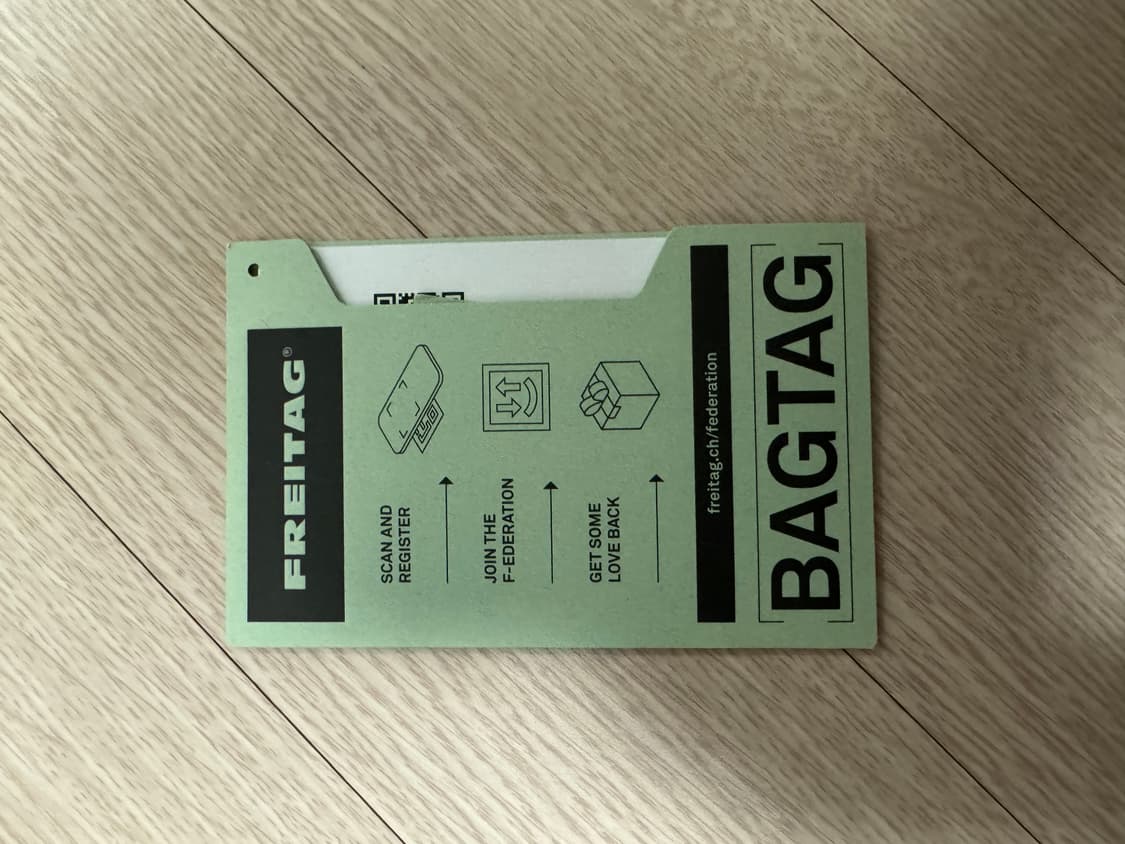 FREITAG®
SCAN AND
REGISTER
JOIN THE
F-EDERATION
GET SOME
LOVE BACK
freitag.ch/federation
[BAGTAG]